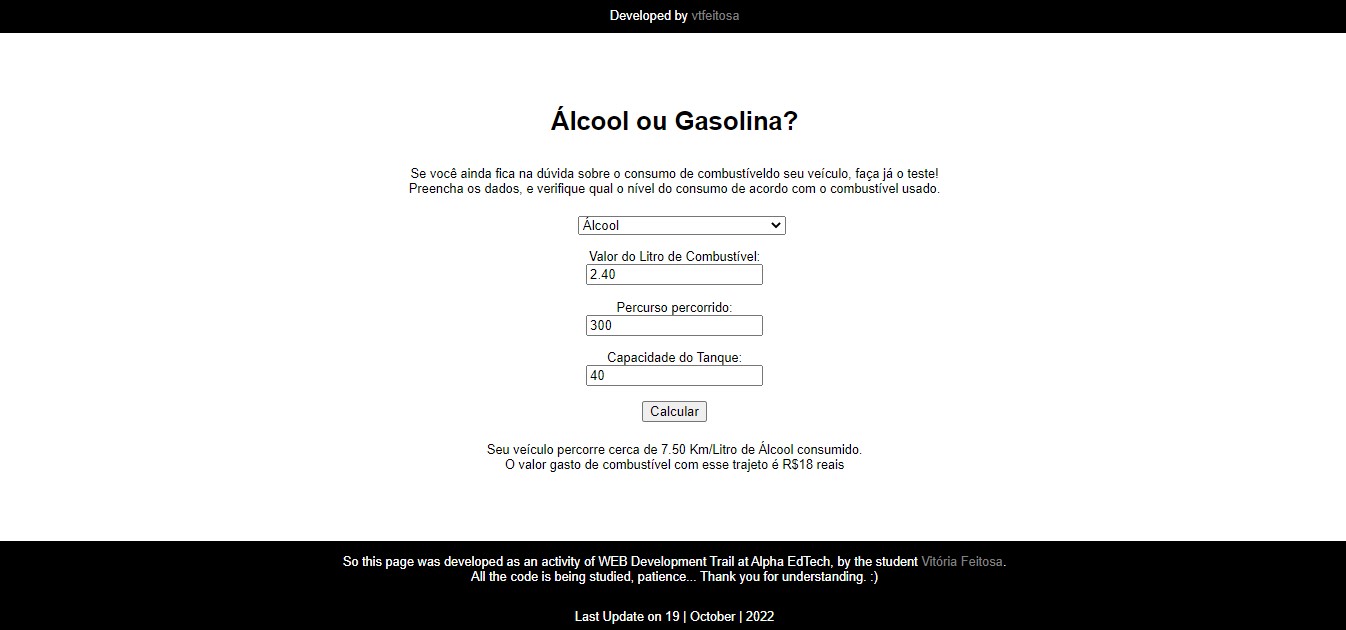 Developed by vtfeitosa
Álcool ou Gasolina?
Se você ainda fica na dúvida sobre o consumo de combustíveldo seu veículo, faça já o teste!
Preencha os dados, e verifique qual o nível do consumo de acordo com o combustível usado.
Álcool
Valor do Litro de Combustível:
2.40
Percurso percorrido:
300
Capacidade do Tanque:
40
Calcular
Seu veículo percorre cerca de 7.50 Km/Litro de Álcool consumido.
O valor gasto de combustível com esse trajeto é R$18 reais
So this page was developed as an activity of WEB Development Trail at Alpha EdTech, by the student Vitória Feitosa.
All the code is being studied, patience... Thank you for understanding. :)
Last Update on 19 | October | 2022